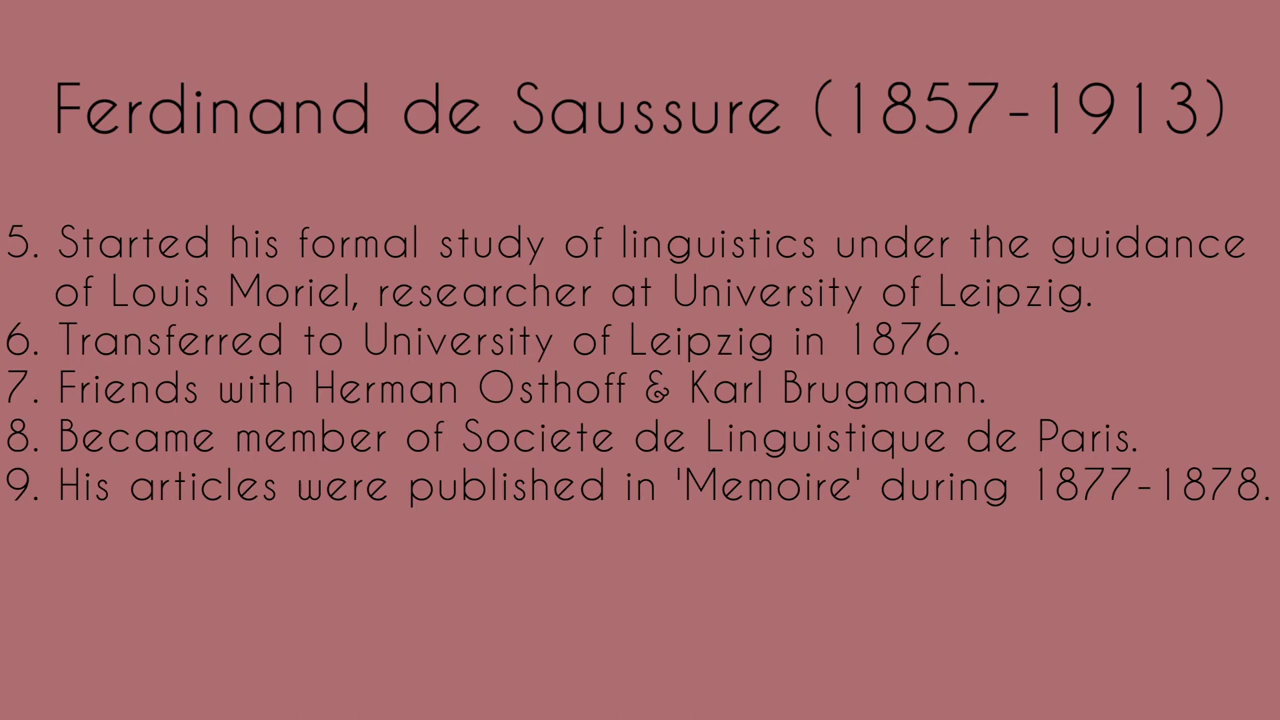 Ferdinand de Saussure (1857-1913)
5. Started his formal study of linguistics under the guidance
of Louis Moriel, researcher at University of Leipzig.
6. Transferred to University of Leipzig in 1876.
7. Friends with Herman Osthoff & Karl Brugmann.
8. Became member of Societe de Linguistique de Paris.
9. His articles were published in 'Memoire' during 1877-1878.